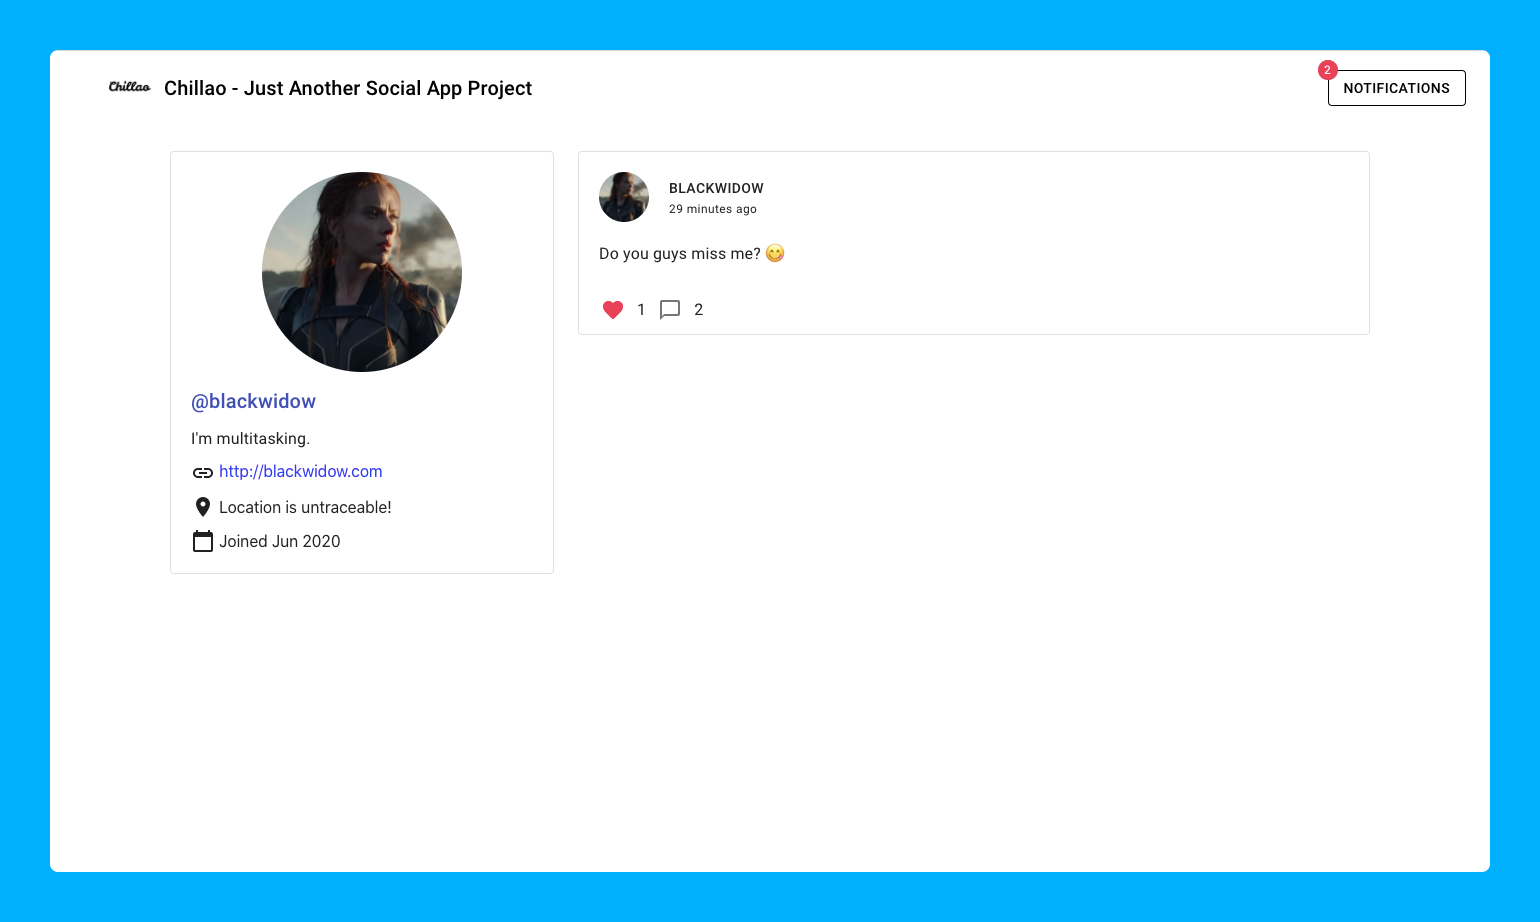 Chillao
Chillao - Just Another Social App Project
2
NOTIFICATIONS
@blackwidow
I'm multitasking.
http://blackwidow.com
Location is untraceable!
Joined Jun 2020
BLACKWIDOW
29 minutes ago
Do you guys miss me? 😋
1 2